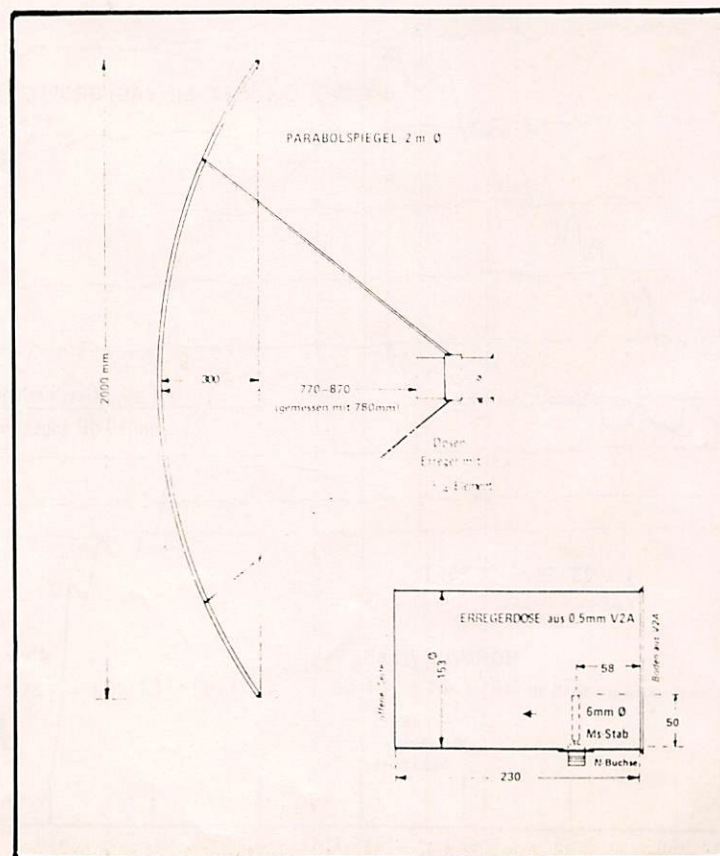 PARABOLSPIEGEL 2 m Ø
2000 mm
300
770-870
(gemessen mit 780mm)
Dosen
Erreger mit
Element
ERREGERDOSE aus 0,5mm V2A
Boden aus V2A
offene Seite
153 Ø
58
50
6mm Ø
Ms-Stab
N-Buchse
230